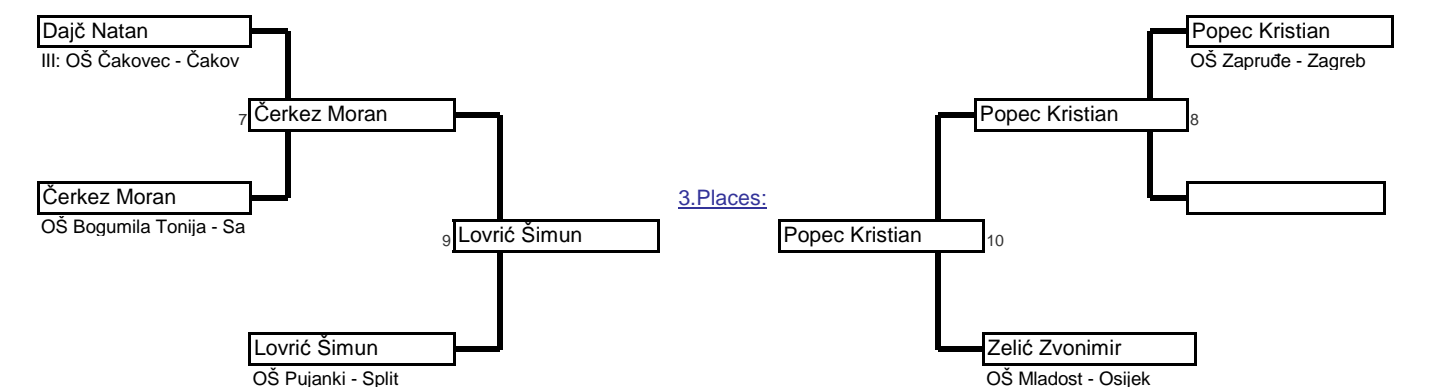 Dajč Natan
III: OŠ Čakovec - Čakov
Popec Kristian
OŠ Zapruđe - Zagreb
7
Čerkez Moran
Popec Kristian
8
Čerkez Moran
OŠ Bogumila Tonija - Sa
3.Places:
9
Lovrić Šimun
Popec Kristian
10
Lovrić Šimun
OŠ Pujanki - Split
Zelić Zvonimir
OŠ Mladost - Osijek